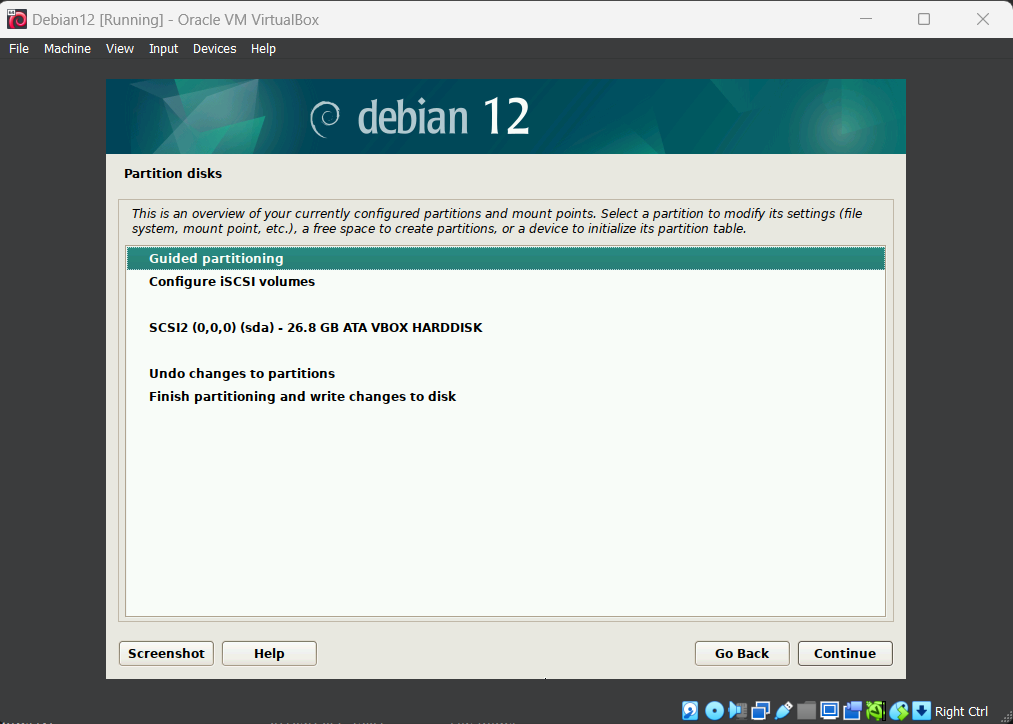 Debian12 [Running] - Oracle VM VirtualBox
File Machine View Input Devices Help
debian 12
Partition disks
This is an overview of your currently configured partitions and mount points. Select a partition to modify its settings (file
system, mount point, etc.), a free space to create partitions, or a device to initialize its partition table.
Guided partitioning
Configure iSCSI volumes
SCSI2 (0,0,0) (sda) - 26.8 GB ATA VBOX HARDDISK
Undo changes to partitions
Finish partitioning and write changes to disk
Screenshot Help Go Back Continue
Right Ctrl